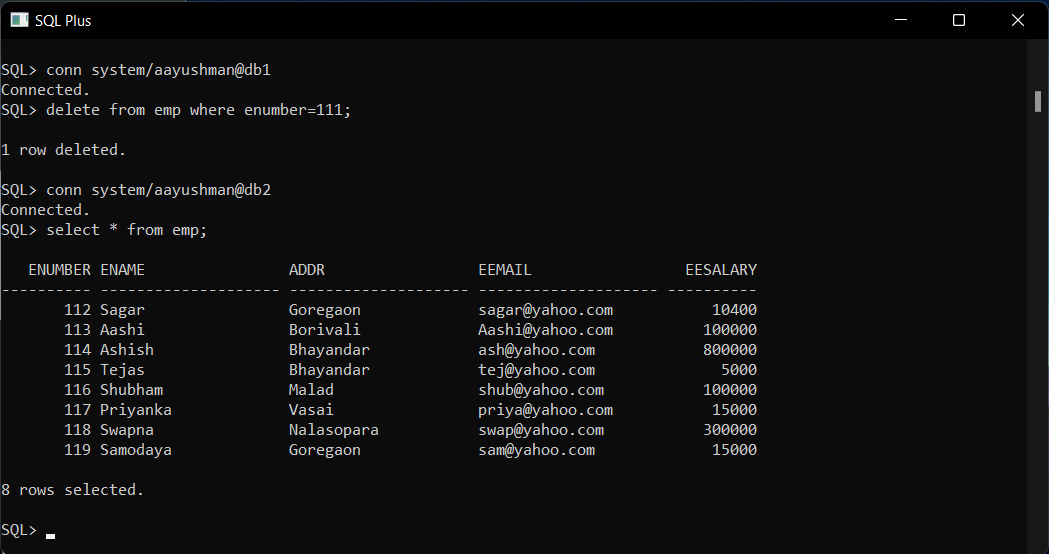 SQL Plus
SQL> conn system/aayushman@db1
Connected.
SQL> delete from emp where enumber=111;
1 row deleted.
SQL> conn system/aayushman@db2
Connected.
SQL> select * from emp;
   ENUMBER ENAME                ADDR                 EEMAIL                 EESALARY
---------- -------------------- -------------------- -------------------- ----------
       112 Sagar                Goregaon             sagar@yahoo.com           10400
       113 Aashi                Borivali             Aashi@yahoo.com          100000
       114 Ashish               Bhayandar            ash@yahoo.com            800000
       115 Tejas                Bhayandar            tej@yahoo.com              5000
       116 Shubham              Malad                shub@yahoo.com           100000
       117 Priyanka             Vasai                priya@yahoo.com           15000
       118 Swapna               Nalasopara           swap@yahoo.com           300000
       119 Samodaya             Goregaon             sam@yahoo.com             15000
8 rows selected.
SQL>